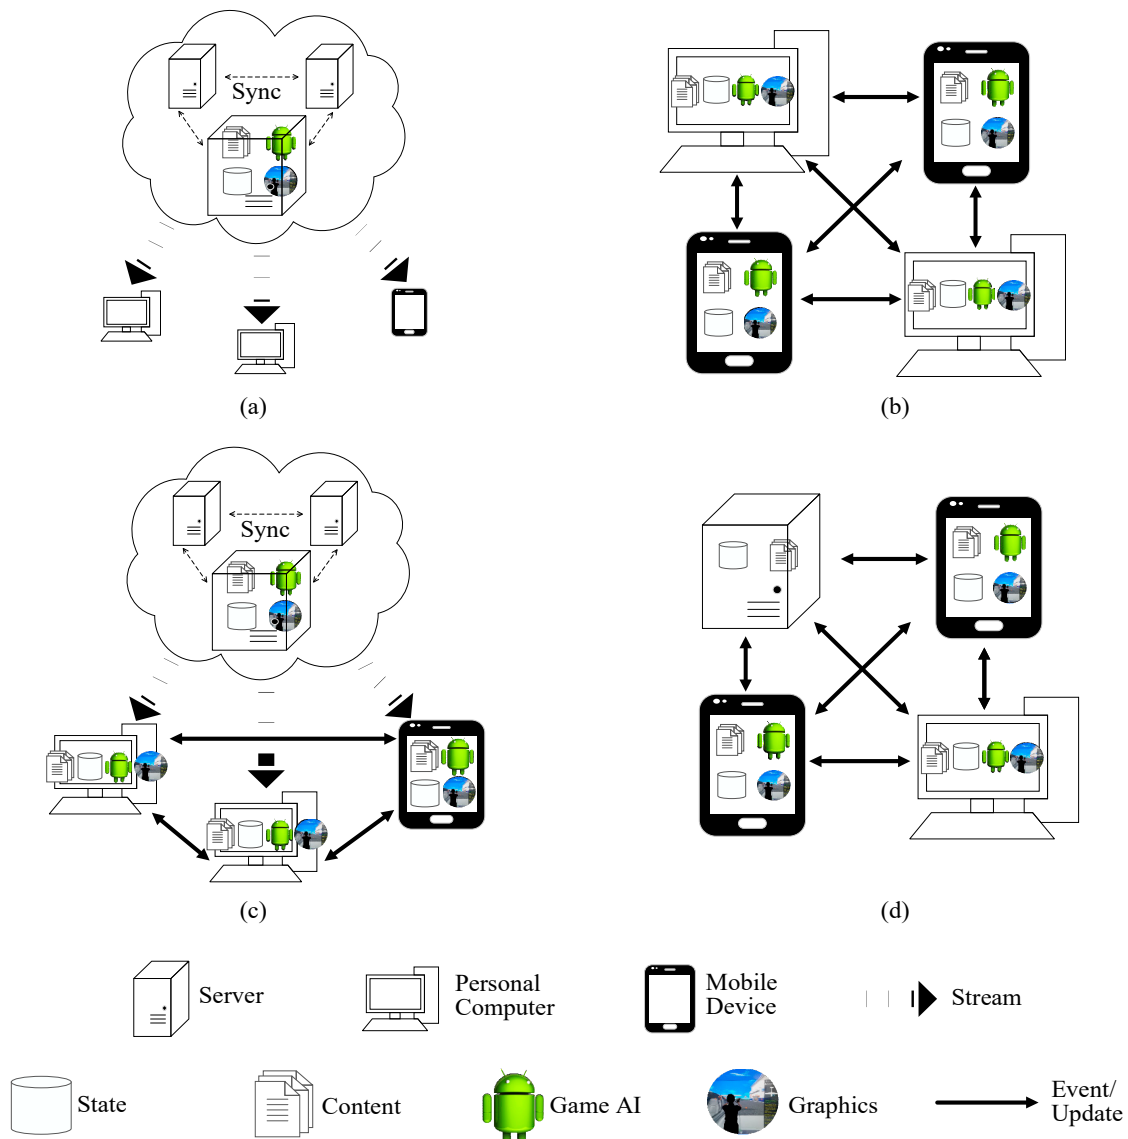 Sync
(a)
(b)
Sync
(c)
(d)
Server
Personal
Computer
Mobile
Device
Stream
State
Content
Game AI
Graphics
Event/
Update